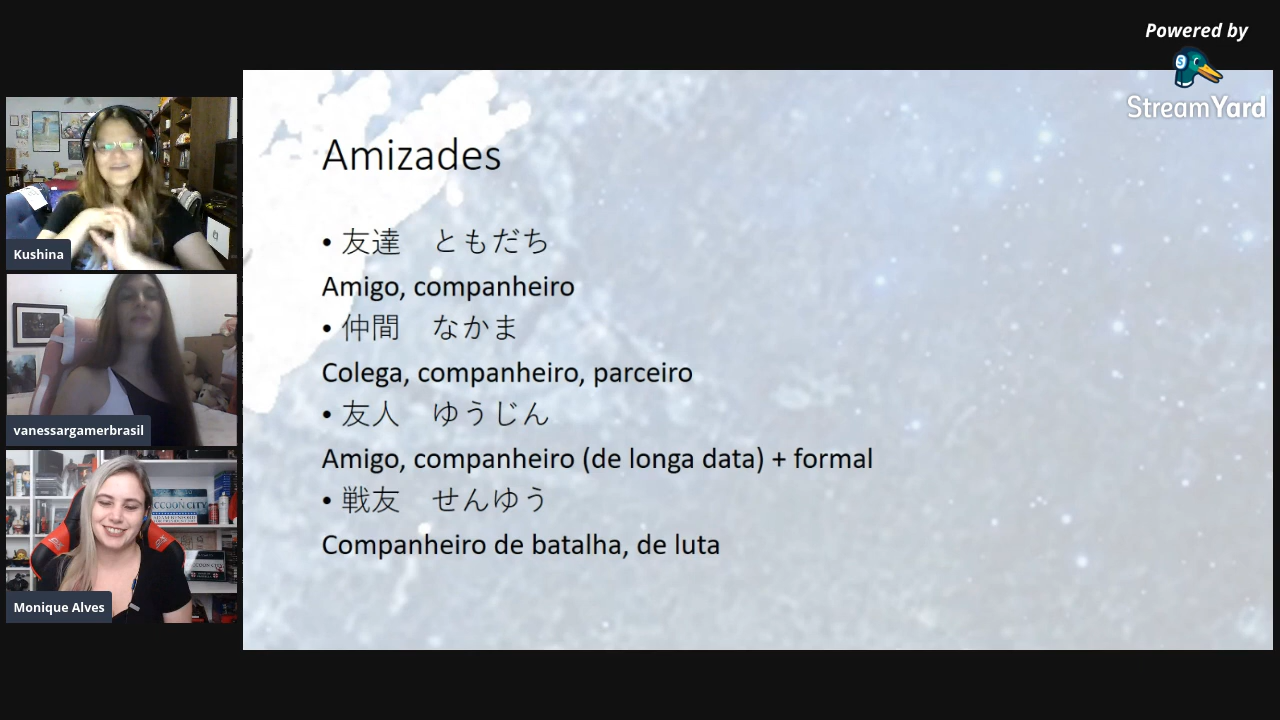 Powered by
StreamYard
Amizades
• 友達　ともだち
Amigo, companheiro
• 仲間　なかま
Colega, companheiro, parceiro
• 友人　ゆうじん
Amigo, companheiro (de longa data) + formal
• 戦友　せんゆう
Companheiro de batalha, de luta
Kushina
vanessargamerbrasil
RACCOON CITY
Monique Alves